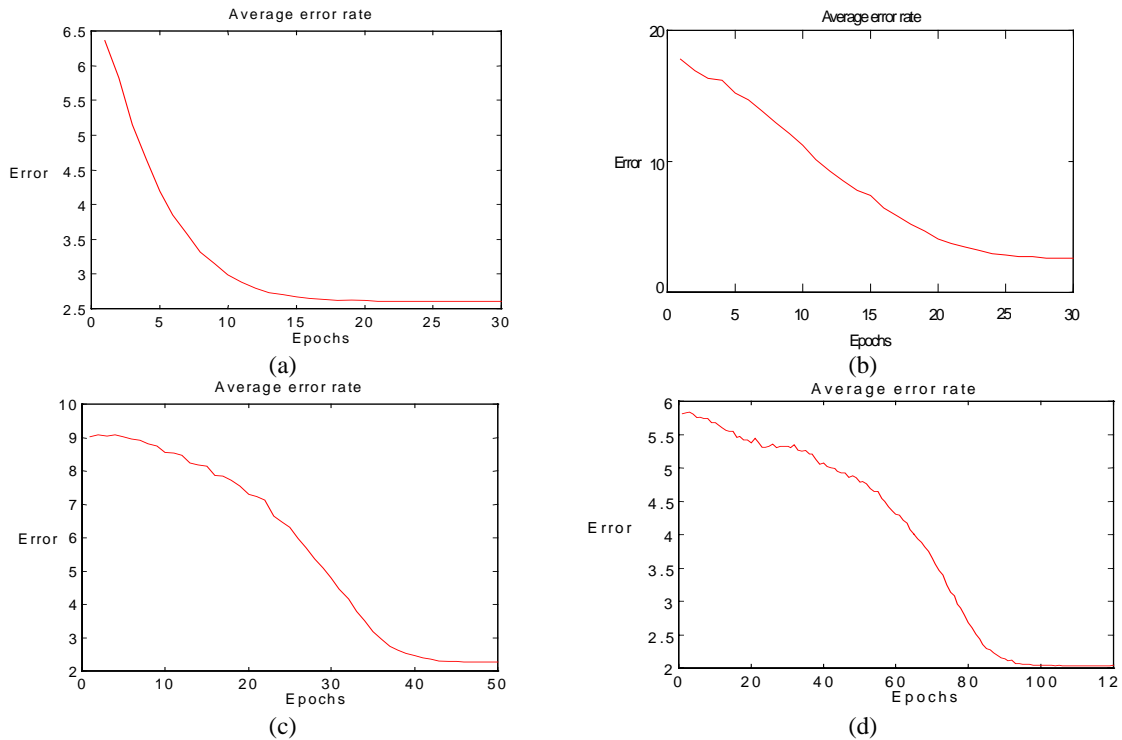 Average error rate
6.5
6
5.5
5
4.5
4
3.5
3
2.5
Error
0 5 10 15 20 25 30
Epochs
(a)
Average error rate
20
10
0
Error
0 5 10 15 20 25 30
Epochs
(b)
Average error rate
10
9
8
7
6
5
4
3
2
Error
0 10 20 30 40 50
Epochs
(c)
Average error rate
6
5.5
5
4.5
4
3.5
3
2.5
2
Error
0 20 40 60 80 100 12
Epochs
(d)